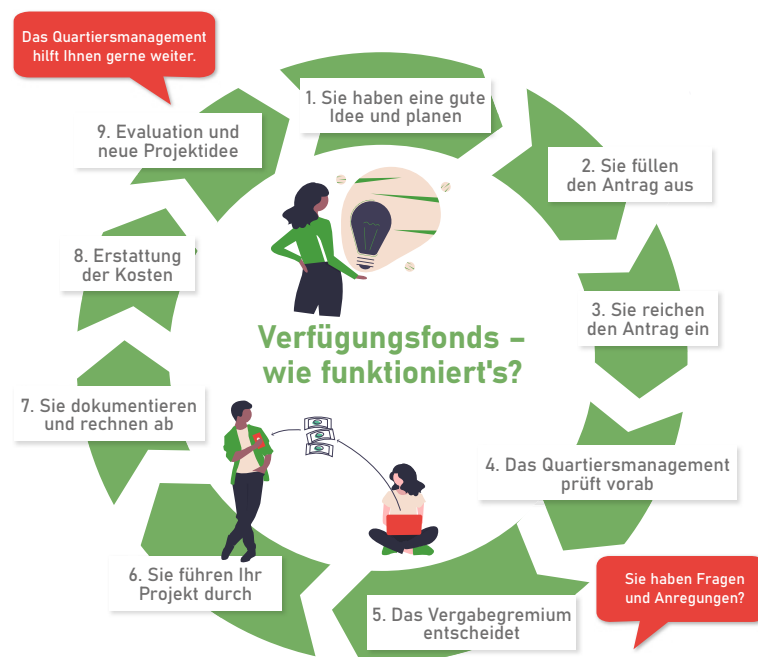 Das Quartiersmanagement
hilft Ihnen gerne weiter.
1. Sie haben eine gute
Idee und planen
2. Sie füllen
den Antrag aus
3. Sie reichen
den Antrag ein
4. Das Quartiersmanagement
prüft vorab
5. Das Vergabegremium
entscheidet
6. Sie führen Ihr
Projekt durch
7. Sie dokumentieren
und rechnen ab
8. Erstattung
der Kosten
9. Evaluation und
neue Projektidee
Verfügungsfonds –
wie funktioniert's?
Sie haben Fragen
und Anregungen?